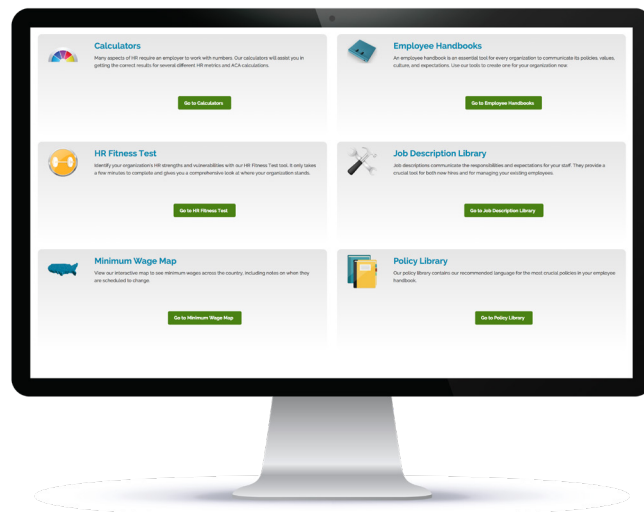 Calculators
Many aspects of HR require an employer to work with numbers. Our calculators will assist you in
getting the correct results for several different HR metrics and ACA calculations.
Go to Calculators
Employee Handbooks
An employee handbook is an essential tool for every organization to communicate its policies, values,
culture, and expectations. Use our tools to create one for your organization now.
Go to Employee Handbooks
HR Fitness Test
Identify your organization's HR strengths and vulnerabilities with our HR Fitness Test tool. It only takes
a few minutes to complete and gives you a comprehensive look at where your organization stands.
Go to HR Fitness Test
Job Description Library
Job descriptions communicate the responsibilities and expectations for your staff. They provide a
crucial tool for both new hires and for managing your existing employees.
Go to Job Description Library
Minimum Wage Map
View our interactive map to see minimum wages across the country, including notes on when they
are scheduled to change.
Go to Minimum Wage Map
Policy Library
Our policy library contains our recommended language for the most crucial policies in your employee
handbook.
Go to Policy Library